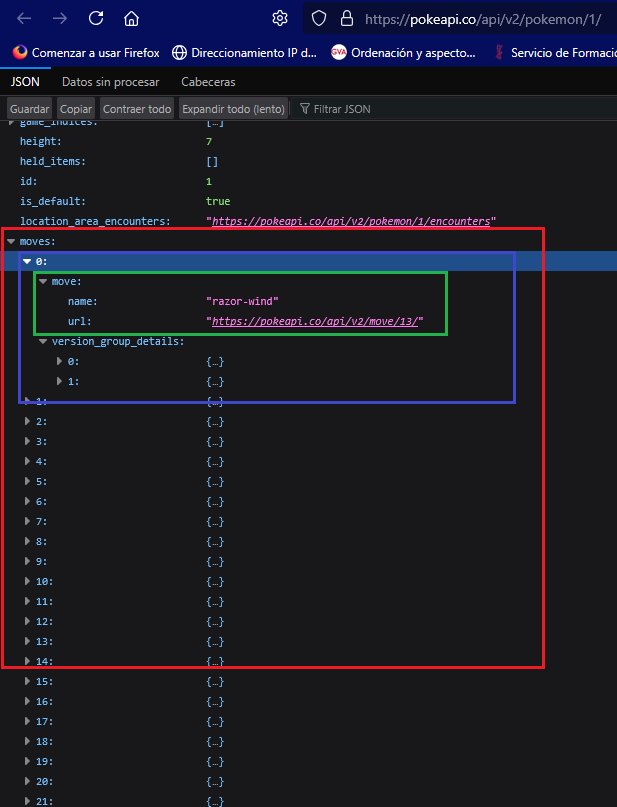 https://pokeapi.co/api/v2/pokemon/1/
Comenzar a usar Firefox Direccionamiento IP d... GVA Ordenación y aspecto... Servicio de Formació
JSON Datos sin procesar Cabeceras
Guardar Copiar Contraer todo Expandir todo (lento) Filtrar JSON
game_indices: […]
height: 7
held_items: []
id: 1
is_default: true
location_area_encounters: "https://pokeapi.co/api/v2/pokemon/1/encounters"
moves:
0:
move:
name: "razor-wind"
url: "https://pokeapi.co/api/v2/move/13/"
version_group_details:
0: {…}
1: {…}
1: {…}
2: {…}
3: {…}
4: {…}
5: {…}
6: {…}
7: {…}
8: {…}
9: {…}
10: {…}
11: {…}
12: {…}
13: {…}
14: {…}
15: {…}
16: {…}
17: {…}
18: {…}
19: {…}
20: {…}
21: {…}